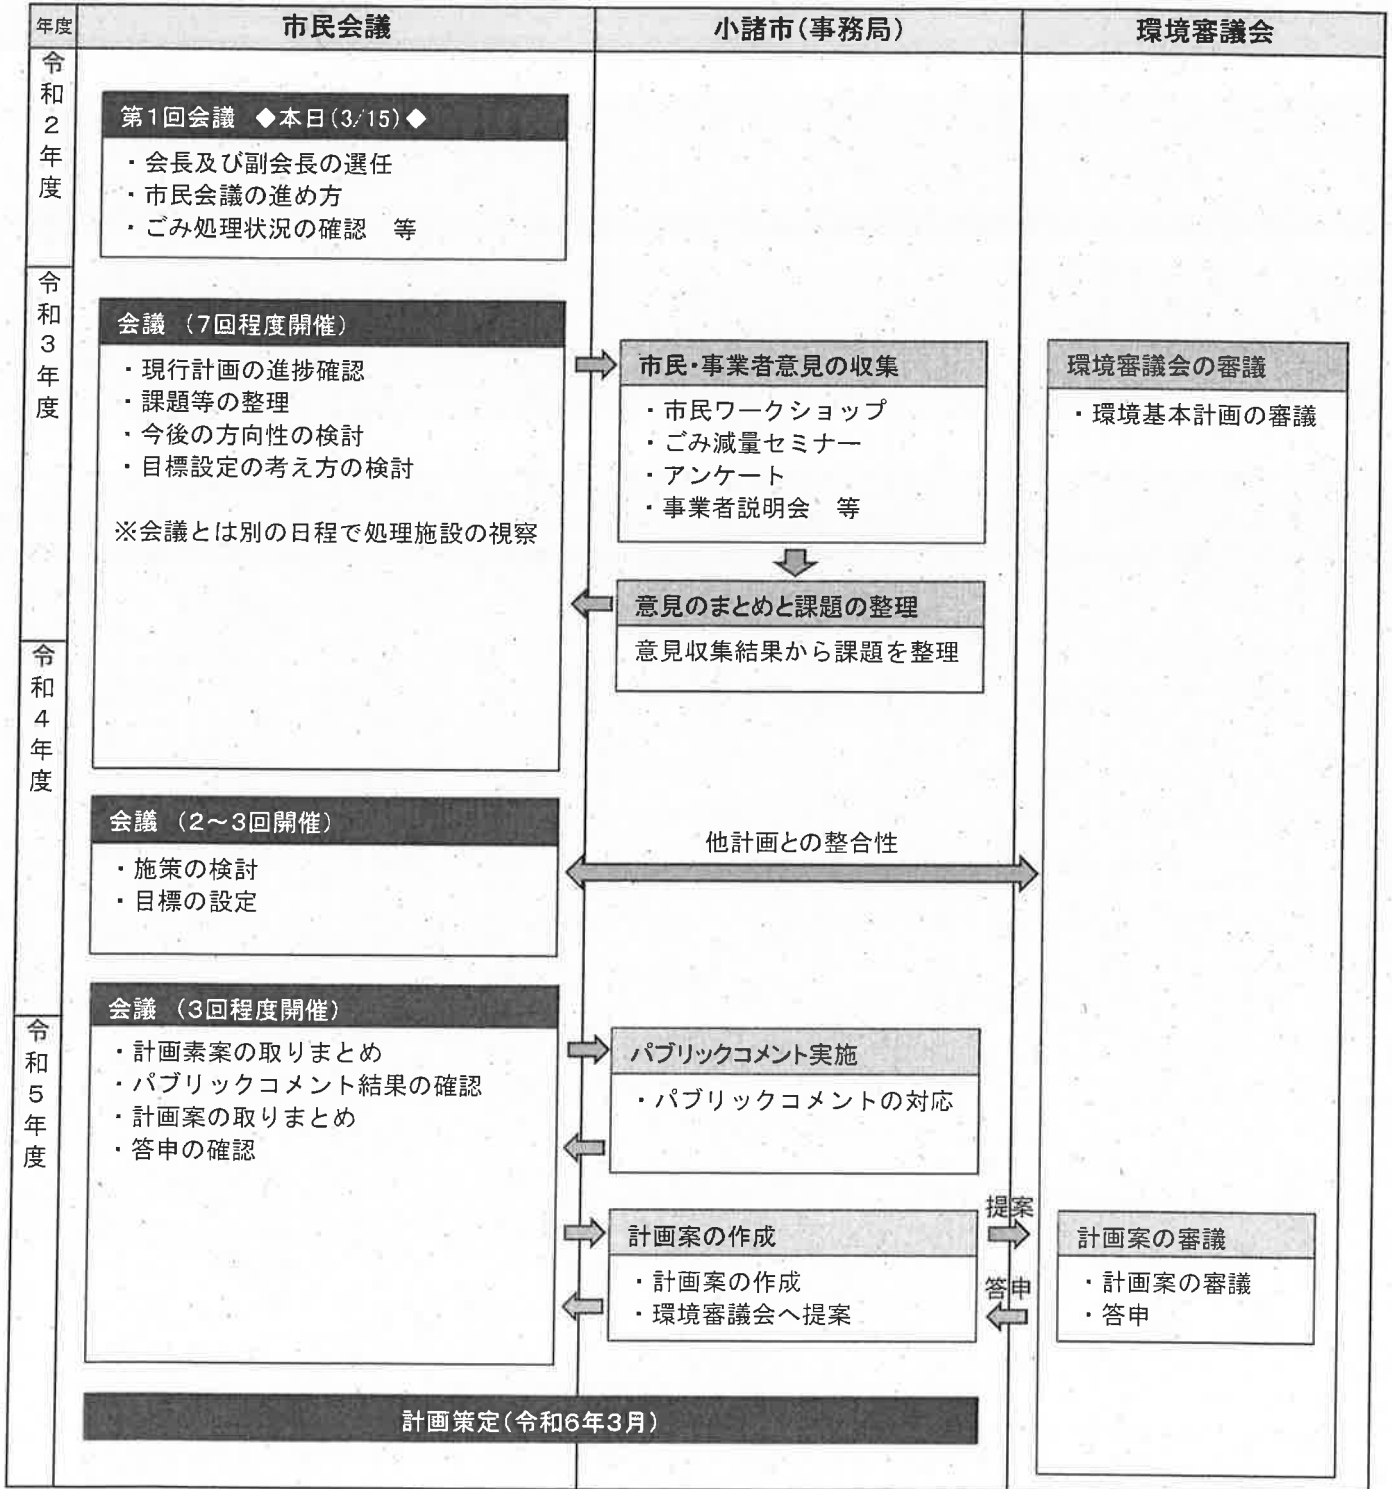 年度
市民会議
小諸市(事務局)
環境審議会
令和2年度
第1回会議 ◆本日(3/15)◆
・会長及び副会長の選任
・市民会議の進め方
・ごみ処理状況の確認 等
令和3年度
会議 (7回程度開催)
・現行計画の進捗確認
・課題等の整理
・今後の方向性の検討
・目標設定の考え方の検討
※会議とは別の日程で処理施設の視察
市民・事業者意見の収集
・市民ワークショップ
・ごみ減量セミナー
・アンケート
・事業者説明会 等
環境審議会の審議
・環境基本計画の審議
意見のまとめと課題の整理
意見収集結果から課題を整理
令和4年度
会議 (2～3回開催)
・施策の検討
・目標の設定
他計画との整合性
令和5年度
会議 (3回程度開催)
・計画素案の取りまとめ
・パブリックコメント結果の確認
・計画案の取りまとめ
・答申の確認
パブリックコメント実施
・パブリックコメントの対応
計画案の作成
・計画案の作成
・環境審議会へ提案
提案
答申
計画案の審議
・計画案の審議
・答申
計画策定(令和6年3月)